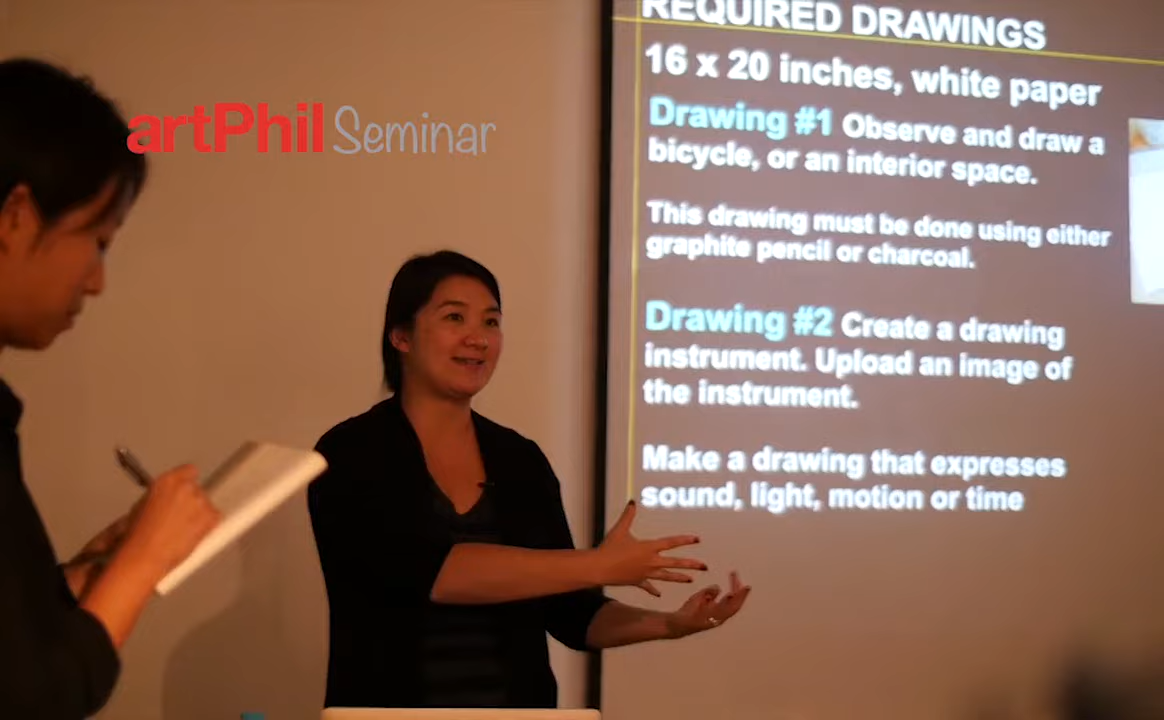 artPhil Seminar
REQUIRED DRAWINGS
16 x 20 inches, white paper
Drawing #1 Observe and draw a
bicycle, or an interior space.
This drawing must be done using either
graphite pencil or charcoal.
Drawing #2 Create a drawing
instrument. Upload an image of
the instrument.
Make a drawing that expresses
sound, light, motion or time